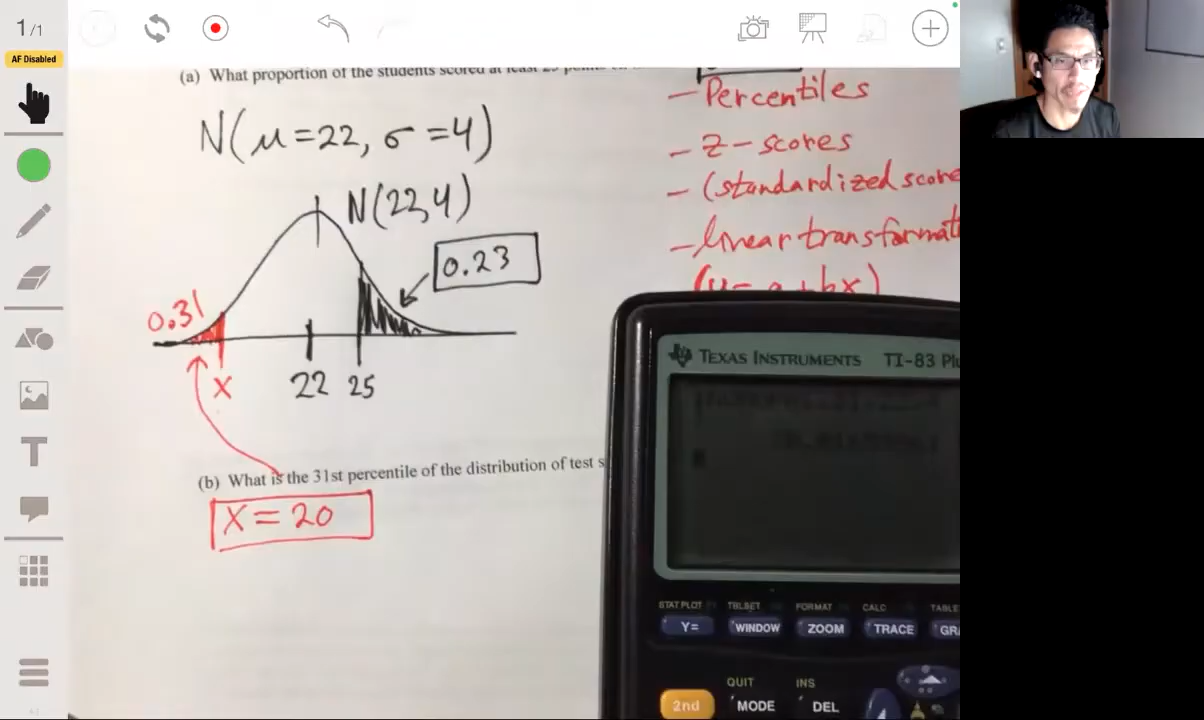 1/1
AF Disabled
(a) What proportion of the students scored at least
N(μ=22, σ=4)
N(22,4)
0.23
0.31
X
22
25
(b) What is the 31st percentile of the distribution of test s
X = 20
- Percentiles
- Z-scores
- (standardized score
- linear transformat
TEXAS INSTRUMENTS TI-83 Plu
STAT PLOT TBLSET FORMAT CALC TABLE
Y= WINDOW ZOOM TRACE GR
QUIT INS
2nd MODE DEL
T